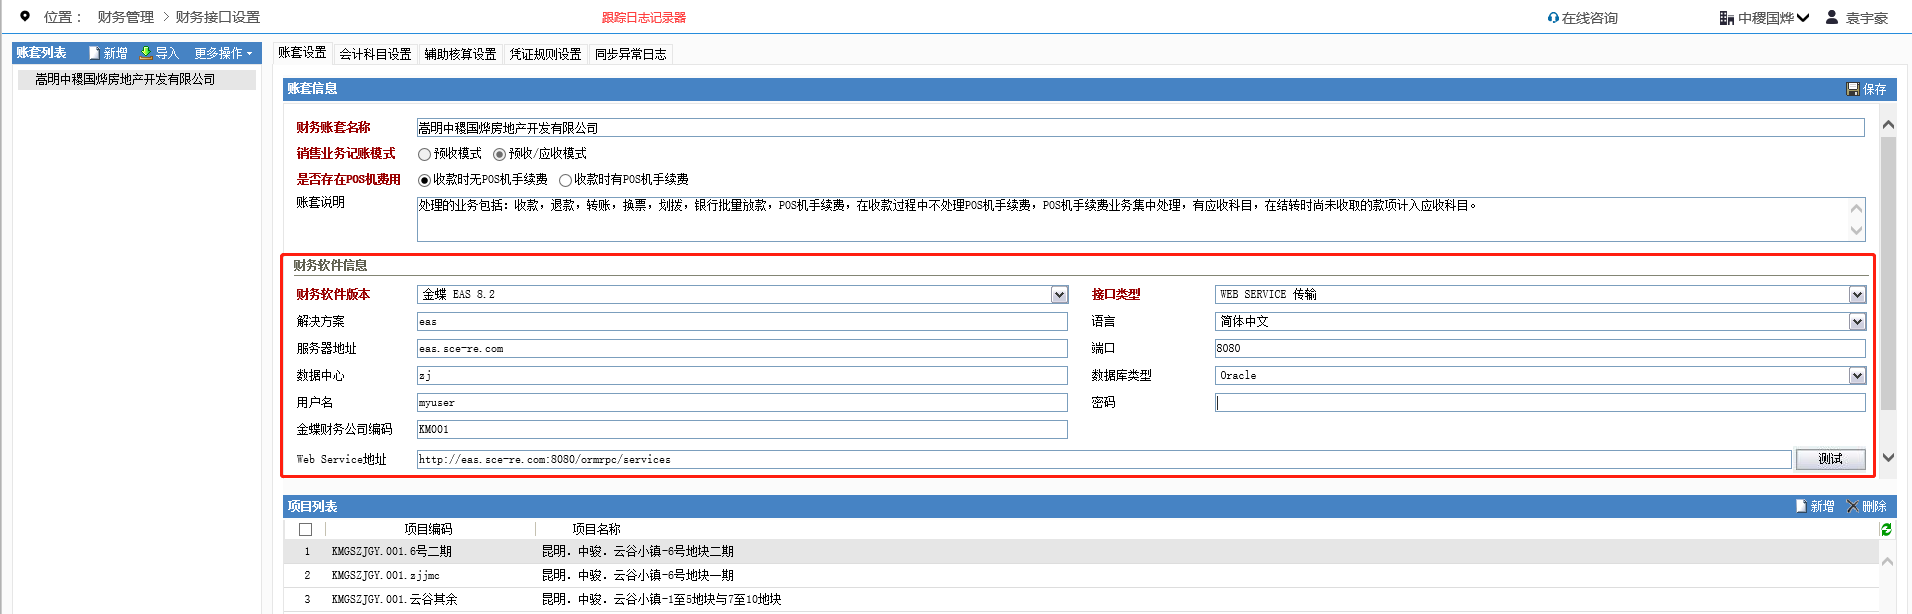 位置： 财务管理 > 财务接口设置 跟踪日志记录器 在线咨询 中稷国烨 袁宇豪
账套列表 新增 导入 更多操作
嵩明中稷国烨房地产开发有限公司
账套设置 会计科目设置 辅助核算设置 凭证规则设置 同步异常日志
账套信息 保存
财务账套名称 嵩明中稷国烨房地产开发有限公司
销售业务记账模式 预收模式 预收/应收模式
是否存在POS机费用 收款时无POS机手续费 收款时有POS机手续费
账套说明 处理的业务包括：收款，退款，转账，换票，划拨，银行批量放款，POS机手续费，在收款过程中不处理POS机手续费，POS机手续费业务集中处理，有应收科目，在结转时尚未收取的款项计入应收科目。
财务软件信息
财务软件版本 金蝶 EAS 8.2 接口类型 WEB SERVICE 传输
解决方案 eas 语言 简体中文
服务器地址 eas.sce-re.com 端口 8080
数据中心 zj 数据库类型 Oracle
用户名 myuser 密码
金蝶财务公司编码 KM001
Web Service地址 http://eas.sce-re.com:8080/ormrpc/services 测试
项目列表 新增 删除
项目编码 项目名称
1 KMGSZJGY.001.6号二期 昆明．中骏．云谷小镇-6号地块二期
2 KMGSZJGY.001.zjjmc 昆明．中骏．云谷小镇-6号地块一期
3 KMGSZJGY.001.云谷其余 昆明．中骏．云谷小镇-1至5地块与7至10地块